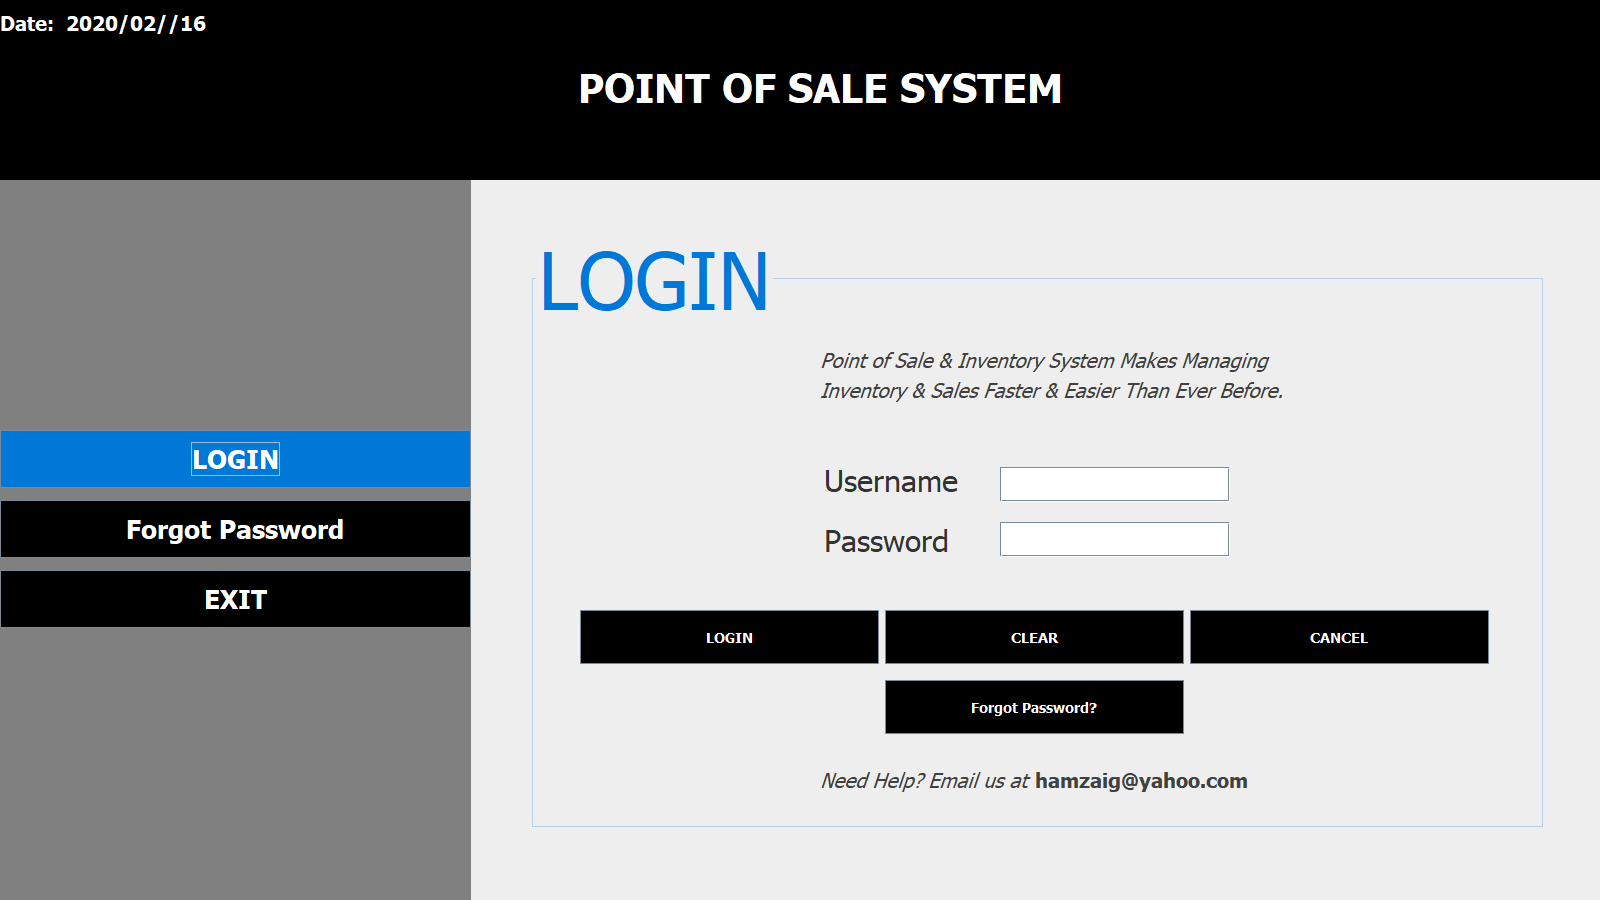 Date: 2020/02//16
POINT OF SALE SYSTEM
LOGIN
Forgot Password
EXIT
LOGIN
Point of Sale & Inventory System Makes Managing
Inventory & Sales Faster & Easier Than Ever Before.
Username
Password
LOGIN CLEAR CANCEL
Forgot Password?
Need Help? Email us at hamzaig@yahoo.com